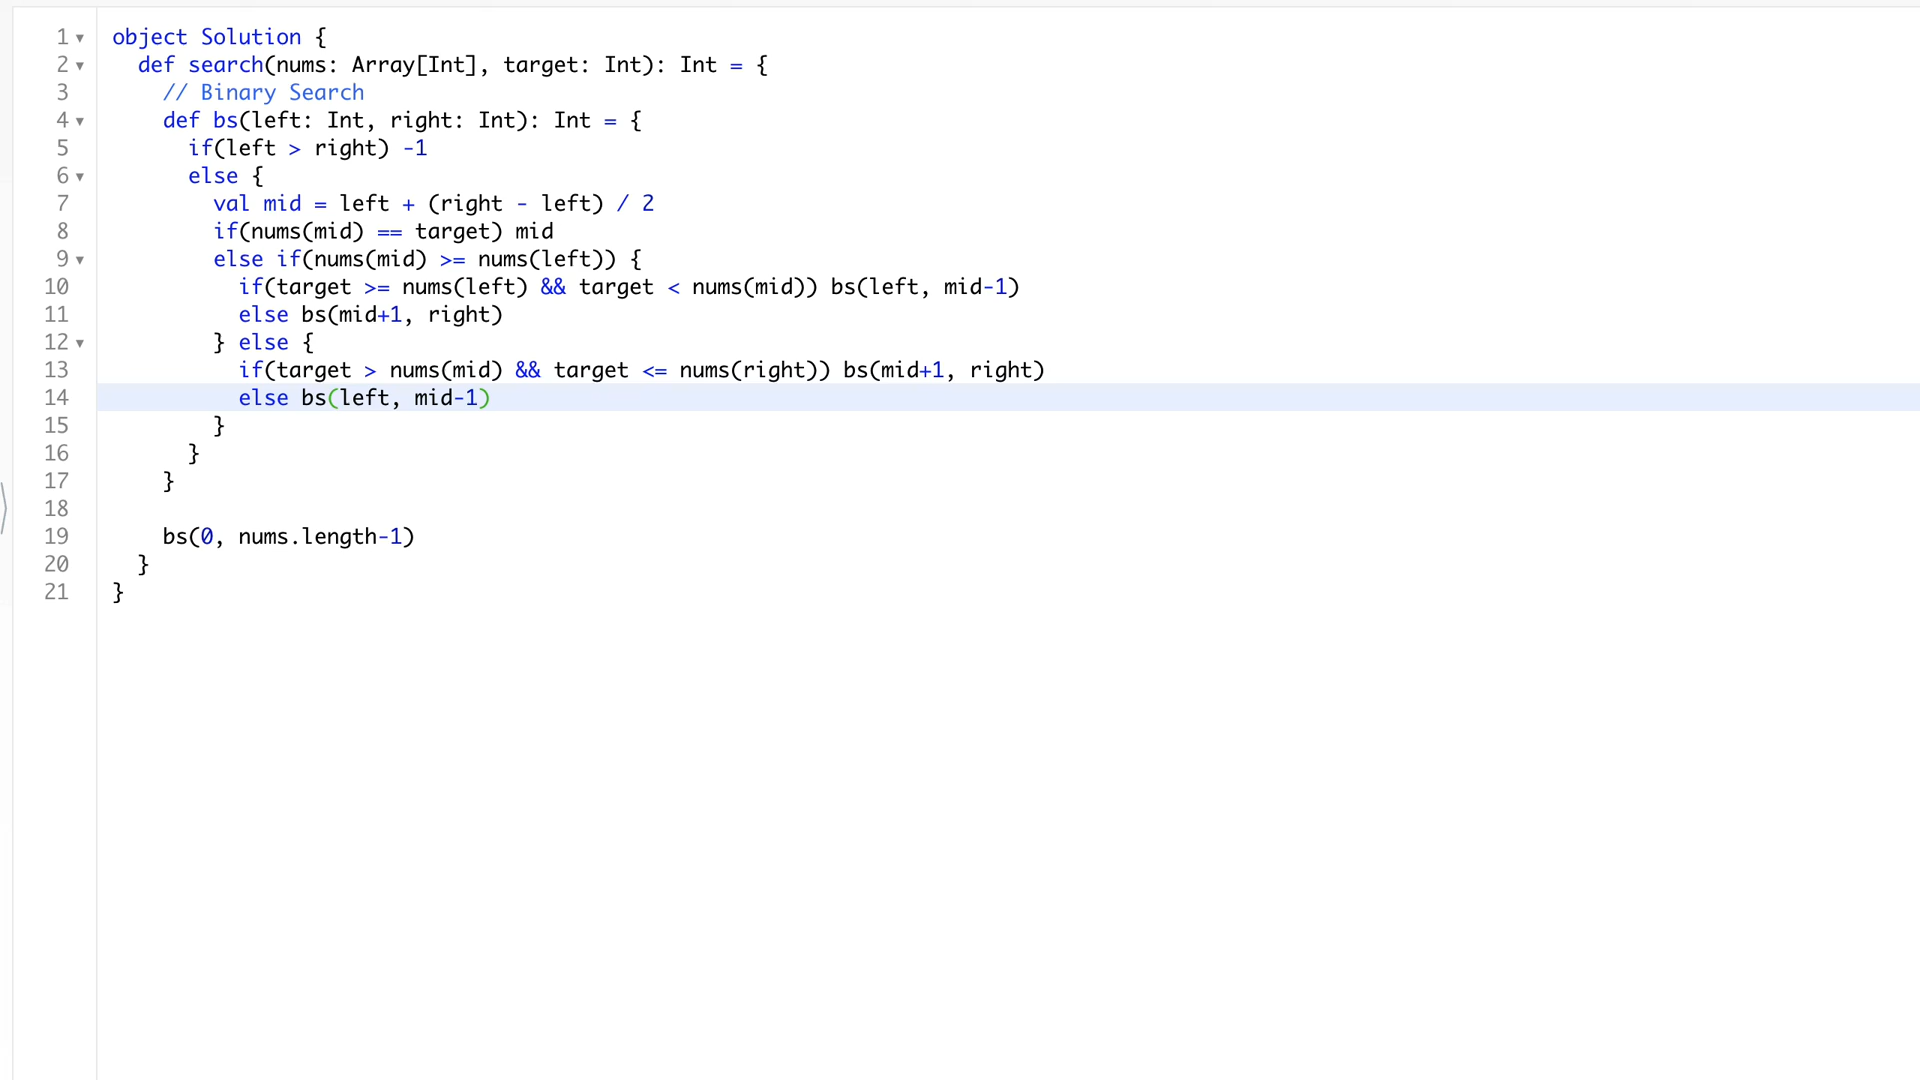 1 object Solution {
2   def search(nums: Array[Int], target: Int): Int = {
3     // Binary Search
4     def bs(left: Int, right: Int): Int = {
5       if(left > right) -1
6       else {
7         val mid = left + (right - left) / 2
8         if(nums(mid) == target) mid
9         else if(nums(mid) >= nums(left)) {
10           if(target >= nums(left) && target < nums(mid)) bs(left, mid-1)
11           else bs(mid+1, right)
12         } else {
13           if(target > nums(mid) && target <= nums(right)) bs(mid+1, right)
14           else bs(left, mid-1)
15         }
16       }
17     }
18
19     bs(0, nums.length-1)
20   }
21 }